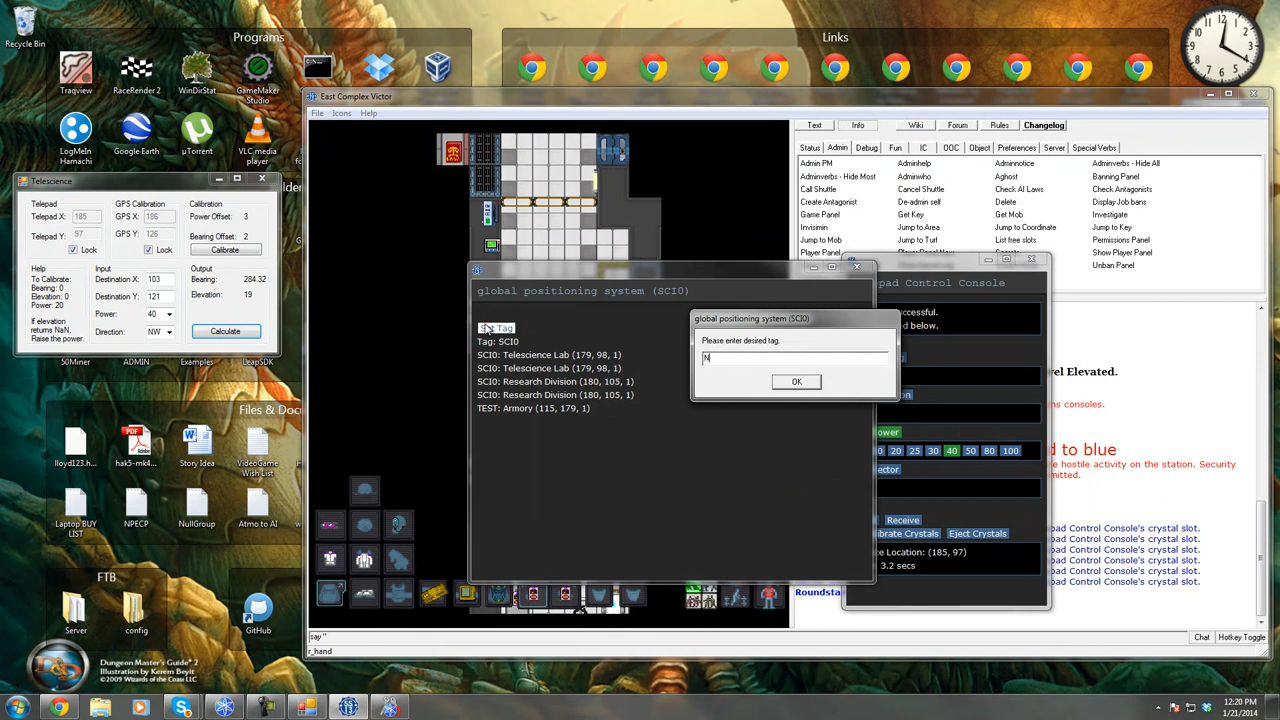 Programs
Links
Recycle Bin
Traqview
RaceRender 2
WinDirStat
GameMaker Studio
LogMeIn Hamachi
Google Earth
µTorrent
VLC media player
Telescience
Telepad
GPS Calibration
Calibration
Telepad X: 185
GPS X: 186
Power Offset: 3
Telepad Y: 97
GPS Y: 126
Bearing Offset: 2
Lock
Lock
Calibrate
Help
Input
Output
To Calibrate:
Bearing: 0
Elevation: 0
Power: 20
If elevation
returns NaN,
Raise the power.
Destination X: 103
Destination Y: 121
Power: 40
Direction: NW
Bearing: 284.32
Elevation: 19
Calculate
50Miner
ADMIN
Examples
LeapSDK
Files & Docu
lloyd123.h...
hak5-mk4...
Story Idea
VideoGame Wish List
Laptop BUY LIST
NPECP
NullGroup
Atmo to AI
FTB
Server
config
GitHub
Dungeon Master's Guide® 2
Illustration by Kerem Beyit
©2009 Wizards of the Coast LLC
East Complex Victor
File Icons Help
Text Info Wiki Forum Rules Changelog
Status Admin Debug Fun IC OOC Object Preferences Server Special Verbs
Admin PM Adminhelp Adminnotice Adminverbs - Hide All
Adminverbs - Hide Most Adminwho Asay Banning Panel
Call Shuttle Cancel Shuttle Check AI Laws Check Antagonists
Create Antagonist De-admin self Delete Display Job bans
Game Panel Get Key Get Mob Investigate
Invisimin Jump to Area Jump to Key
Jump to Mob Jump to Turf List free slots Permissions Panel
Player Panel Show Player Panel
Unban Panel
global positioning system (SCI0)
Set Tag
Tag: SCI0
SCI0: Telescience Lab (179, 98, 1)
SCI0: Telescience Lab (179, 98, 1)
SCI0: Research Division (180, 105, 1)
SCI0: Research Division (180, 105, 1)
TEST: Armory (115, 179, 1)
global positioning system (SCI0)
Please enter desired tag.
N
OK
pad Control Console
ccessful.
ed below.
ower
20 25 30 40 50 80 100
ector
Receive
ibrate Crystals Eject Crystals
ce Location: (185, 97)
3.2 secs
vel Elevated.
ns consoles.
d to blue
e hostile activity on the station. Security
mitted.
pad Control Console's crystal slot.
pad Control Console's crystal slot.
pad Control Console's crystal slot.
pad Control Console's crystal slot.
pad Control Console's crystal slot.
pad Control Console's crystal slot.
Roundsta
say "
Chat Hotkey Toggle
r_hand
12:20 PM
1/21/2014